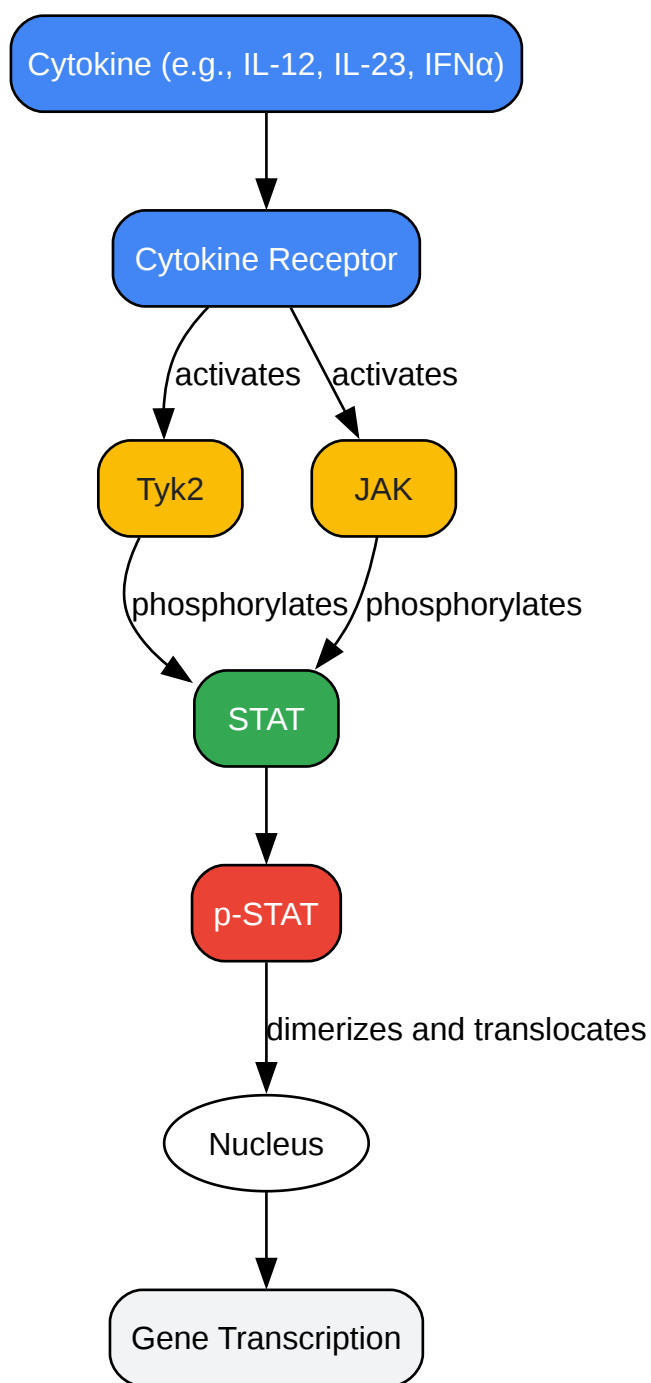 Cytokine (e.g., IL-12, IL-23, IFNα)
Cytokine Receptor
activates
activates
Tyk2
JAK
phosphorylates
phosphorylates
STAT
p-STAT
dimerizes and translocates
Nucleus
Gene Transcription